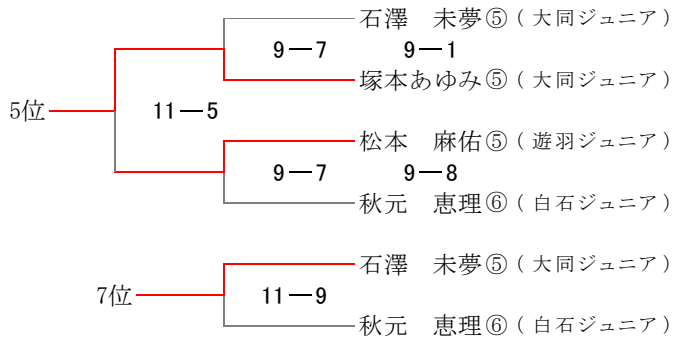 石澤　未夢⑤（大同ジュニア）
9－7　9－1
塚本あゆみ⑤（大同ジュニア）
5位　11－5
松本　麻佑⑤（遊羽ジュニア）
9－7　9－8
秋元　恵理⑥（白石ジュニア）
石澤　未夢⑤（大同ジュニア）
7位　11－9
秋元　恵理⑥（白石ジュニア）